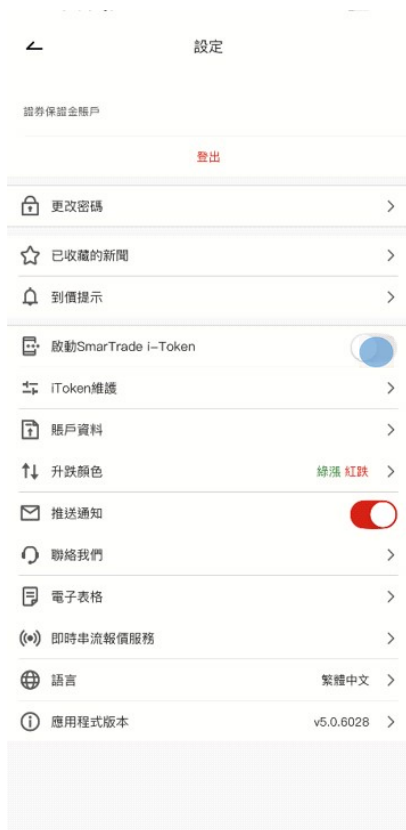 設定
證券保證金賬戶
登出
更改密碼
已收藏的新聞
到價提示
啟動SmarTrade i-Token
iToken維護
賬戶資料
升跌顏色 綠漲 紅跌
推送通知
聯絡我們
電子表格
即時串流報價服務
語言 繁體中文
應用程式版本 v5.0.6028